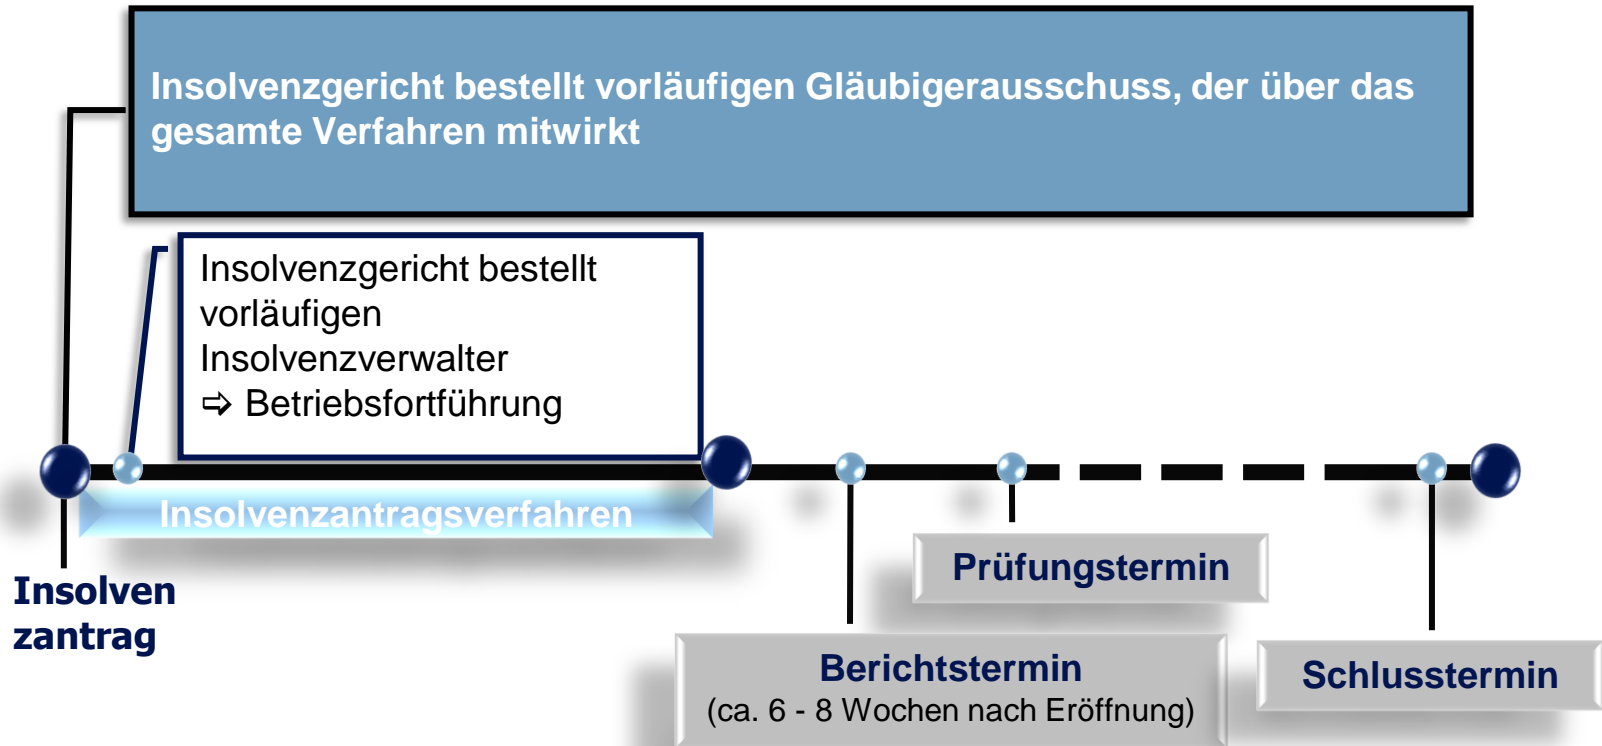 Insolvenzgericht bestellt vorläufigen Gläubigerausschuss, der über das
gesamte Verfahren mitwirkt
Insolvenzgericht bestellt
vorläufigen
Insolvenzverwalter
⇨ Betriebsfortführung
Insolvenzantragsverfahren
Insolven
zantrag
Prüfungstermin
Berichtstermin
(ca. 6 - 8 Wochen nach Eröffnung)
Schlusstermin